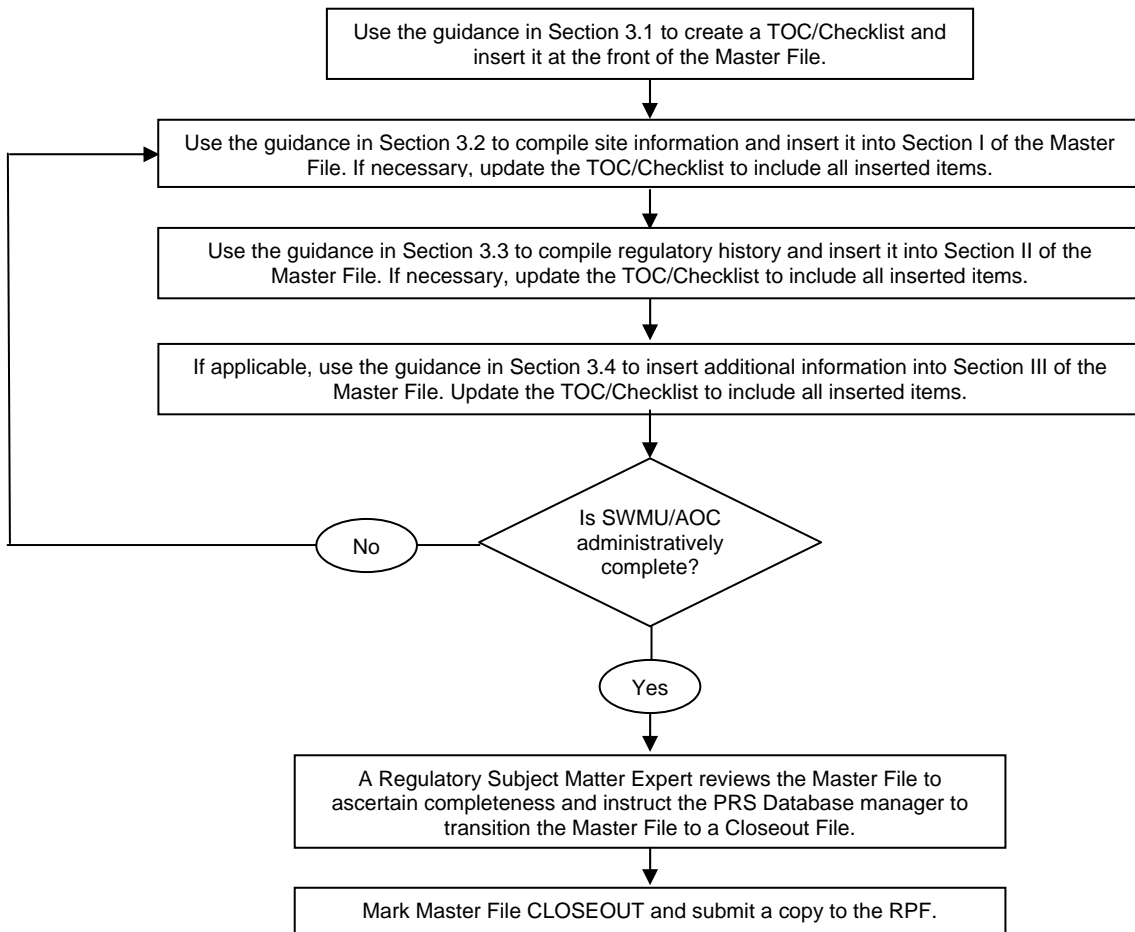 Use the guidance in Section 3.1 to create a TOC/Checklist and
insert it at the front of the Master File.
Use the guidance in Section 3.2 to compile site information and insert it into Section I of the Master
File. If necessary, update the TOC/Checklist to include all inserted items.
Use the guidance in Section 3.3 to compile regulatory history and insert it into Section II of the
Master File. If necessary, update the TOC/Checklist to include all inserted items.
If applicable, use the guidance in Section 3.4 to insert additional information into Section III of the
Master File. Update the TOC/Checklist to include all inserted items.
Is SWMU/AOC
administratively
complete?
No
Yes
A Regulatory Subject Matter Expert reviews the Master File to
ascertain completeness and instruct the PRS Database manager to
transition the Master File to a Closeout File.
Mark Master File CLOSEOUT and submit a copy to the RPF.